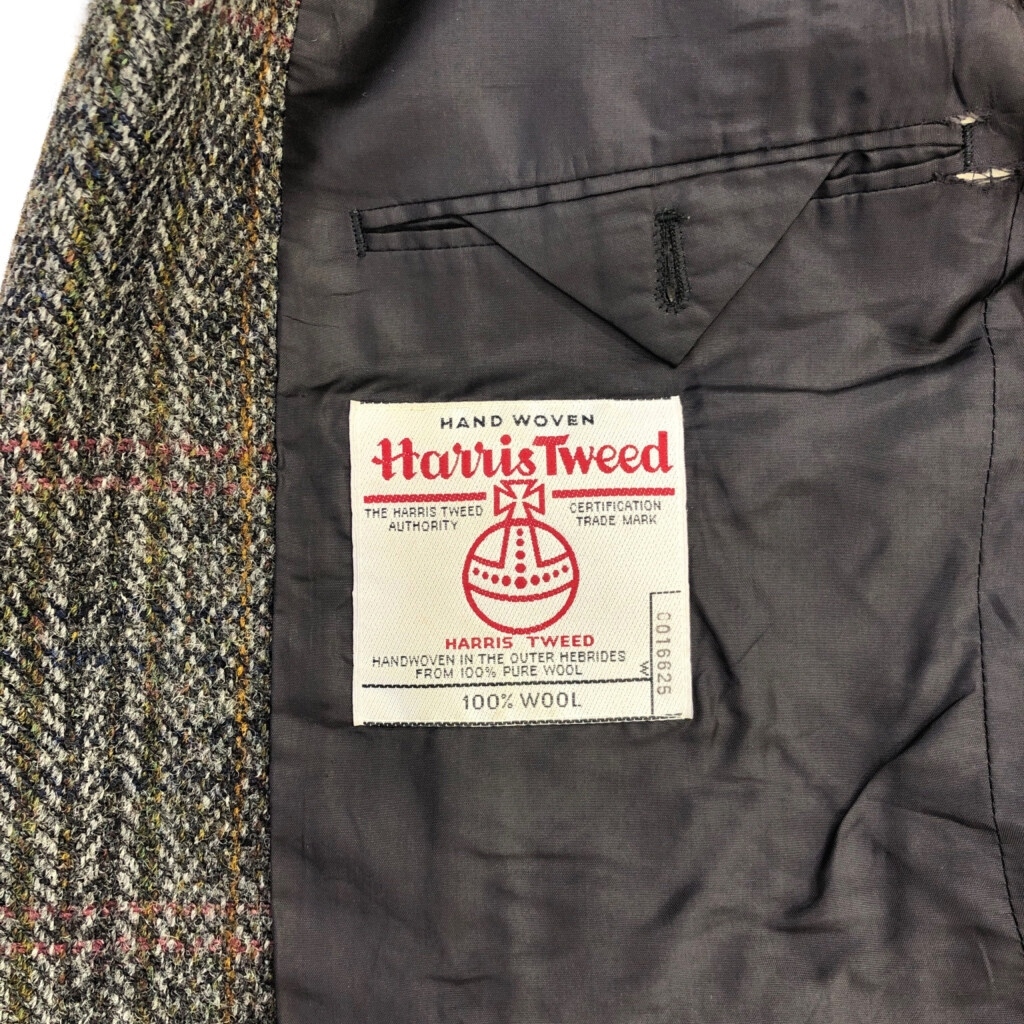 HAND WOVEN
Harris Tweed
THE HARRIS TWEED
AUTHORITY
CERTIFICATION
TRADE MARK
HARRIS TWEED
HANDWOVEN IN THE OUTER HEBRIDES
FROM 100% PURE WOOL
100% WOOL
W
C016625